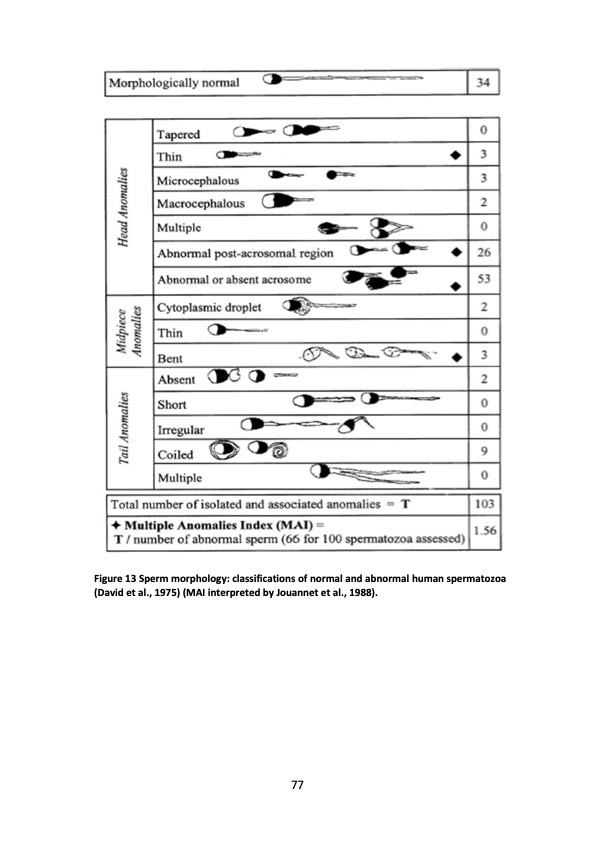 Morphologically normal 34
Head Anomalies
Tapered 0
Thin ◆ 3
Microcephalous 3
Macrocephalous 2
Multiple 0
Abnormal post-acrosomal region ◆ 26
Abnormal or absent acrosome ◆ 53
Midpiece
Anomalies
Cytoplasmic droplet 2
Thin 0
Bent ◆ 3
Tail Anomalies
Absent 2
Short 0
Irregular 0
Coiled 9
Multiple 0
Total number of isolated and associated anomalies = T 103
✦ Multiple Anomalies Index (MAI) =
T / number of abnormal sperm (66 for 100 spermatozoa assessed) 1.56
Figure 13 Sperm morphology: classifications of normal and abnormal human spermatozoa
(David et al., 1975) (MAI interpreted by Jouannet et al., 1988).
77